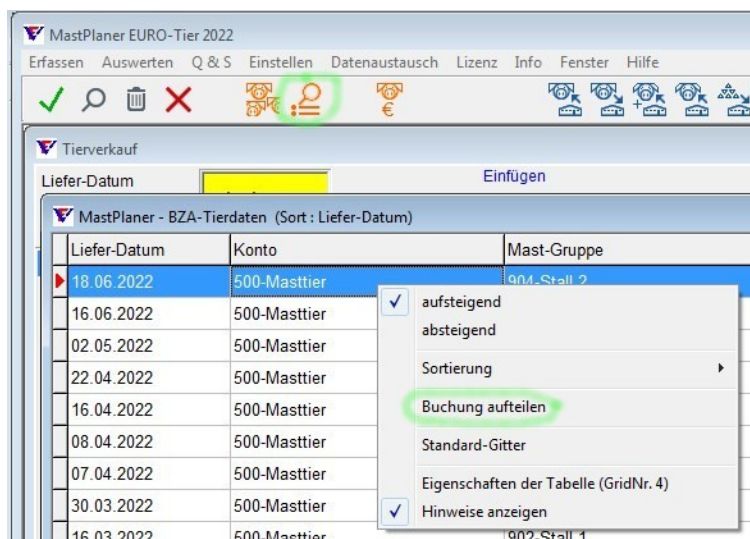 MastPlaner EURO-Tier 2022
Erfassen Auswerten Q & S Einstellen Datenaustausch Lizenz Info Fenster Hilfe
Tierverkauf
Liefer-Datum Einfügen
MastPlaner - BZA-Tierdaten (Sort : Liefer-Datum)
Liefer-Datum Konto Mast-Gruppe
18.06.2022 500-Masttier 904-Stall 2
16.06.2022 500-Masttier
02.05.2022 500-Masttier
22.04.2022 500-Masttier
16.04.2022 500-Masttier
08.04.2022 500-Masttier
07.04.2022 500-Masttier
30.03.2022 500-Masttier
16.03.2022 500-Masttier 902-Stall 1
aufsteigend
absteigend
Sortierung
Buchung aufteilen
Standard-Gitter
Eigenschaften der Tabelle (GridNr. 4)
Hinweise anzeigen